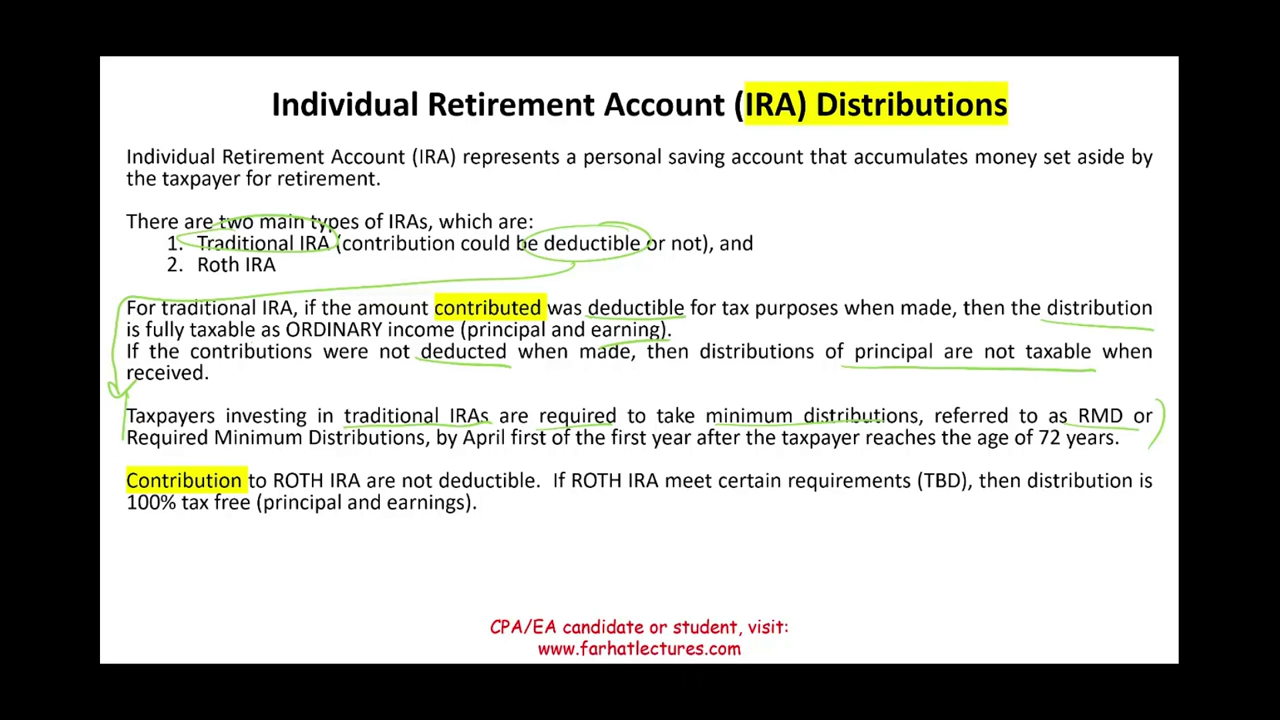 Individual Retirement Account (IRA) Distributions
Individual Retirement Account (IRA) represents a personal saving account that accumulates money set aside by
the taxpayer for retirement.
There are two main types of IRAs, which are:
1. Traditional IRA (contribution could be deductible or not), and
2. Roth IRA
For traditional IRA, if the amount contributed was deductible for tax purposes when made, then the distribution
is fully taxable as ORDINARY income (principal and earning).
If the contributions were not deducted when made, then distributions of principal are not taxable when
received.
Taxpayers investing in traditional IRAs are required to take minimum distributions, referred to as RMD or
Required Minimum Distributions, by April first of the first year after the taxpayer reaches the age of 72 years.
Contribution to ROTH IRA are not deductible. If ROTH IRA meet certain requirements (TBD), then distribution is
100% tax free (principal and earnings).
CPA/EA candidate or student, visit:
www.farhatlectures.com